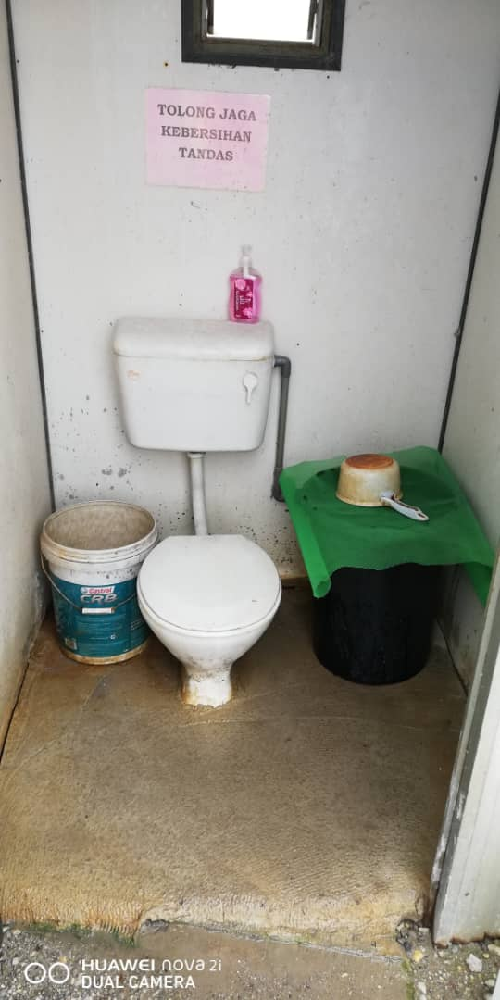 TOLONG JAGA
KEBERSIHAN
TANDAS
Castrol
CRB
HUAWEI nova 2i
DUAL CAMERA